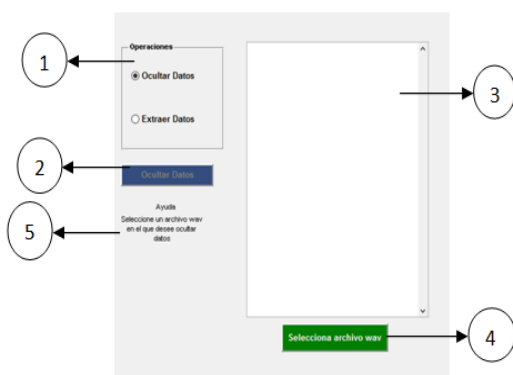 Operaciones
1
Ocultar Datos
3
Extraer Datos
2
Ocultar Datos
Ayuda
5
Seleccione un archivo wav
en el que desee ocultar
datos
Selecciona archivo wav
4